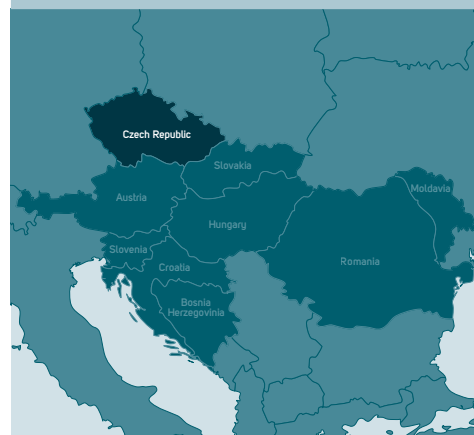 Czech Republic
Slovakia
Moldavia
Austria
Hungary
Slovenia
Romania
Croatia
Bosnia
Herzegovinia